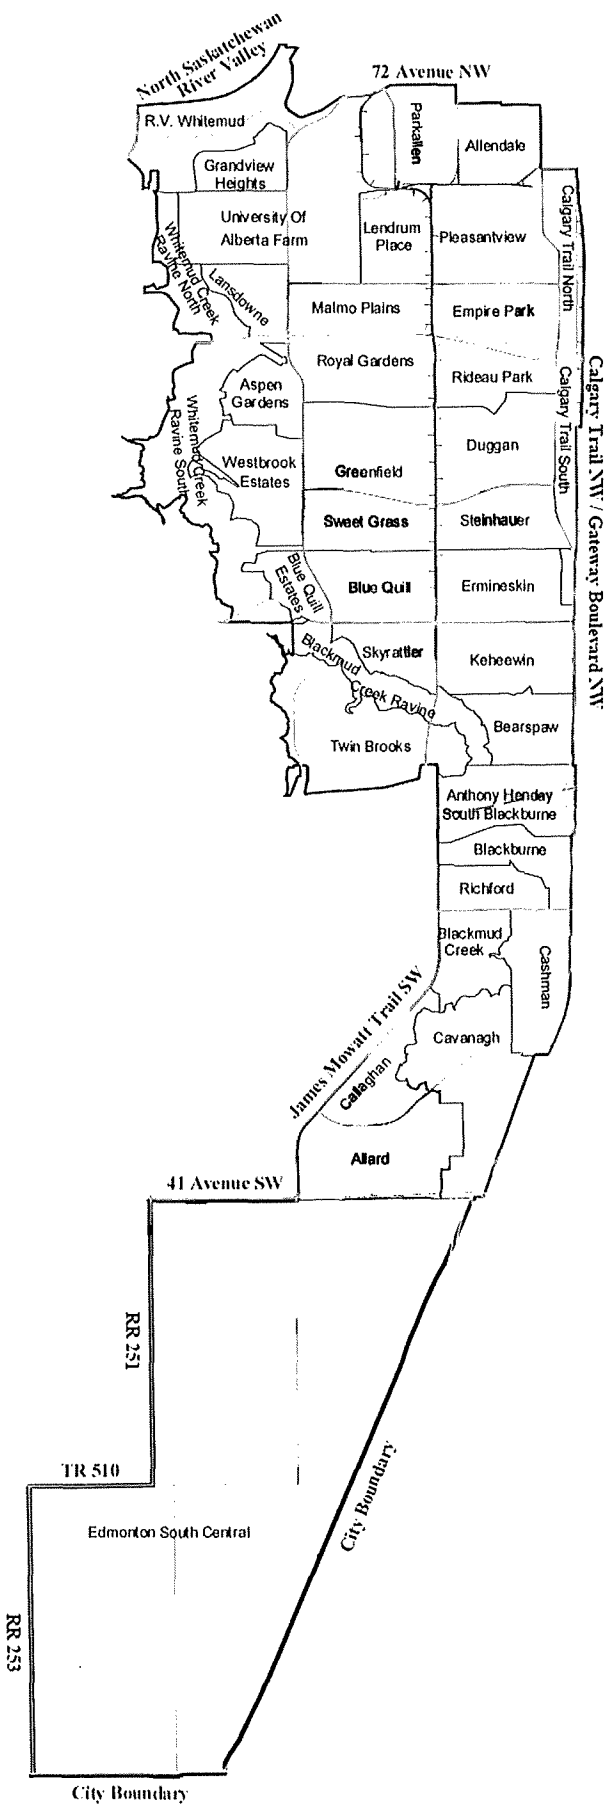 North Saskatchewan
River Valley
72 Avenue NW
R.V. Whitemud
Parkallen
Allendale
Grandview
Heights
University Of
Alberta Farm
Lendrum
Place
Pleasantview
Calgary Trail North
Whitemud Creek
Ravine North
Lansdowne
Malmo Plains
Empire Park
Royal Gardens
Rideau Park
Calgary Trail NW / Gateway Boulevard NW
Calgary Trail South
Aspen
Gardens
Whitemud Creek
Ravine South
Westbrook
Estates
Greenfield
Duggan
Sweet Grass
Steinhauer
Blue Quill
Estates
Blue Quill
Ermineskin
Blackmud
Creek Ravine
Skyrattler
Keheewin
Twin Brooks
Bearspaw
Anthony Henday
South Blackburne
Blackburne
Richford
Blackmud
Creek
Cashman
James Mowatt Trail SW
Cavanagh
Callaghan
Allard
41 Avenue SW
RR 251
TR 510
City Boundary
Edmonton South Central
RR 253
City Boundary